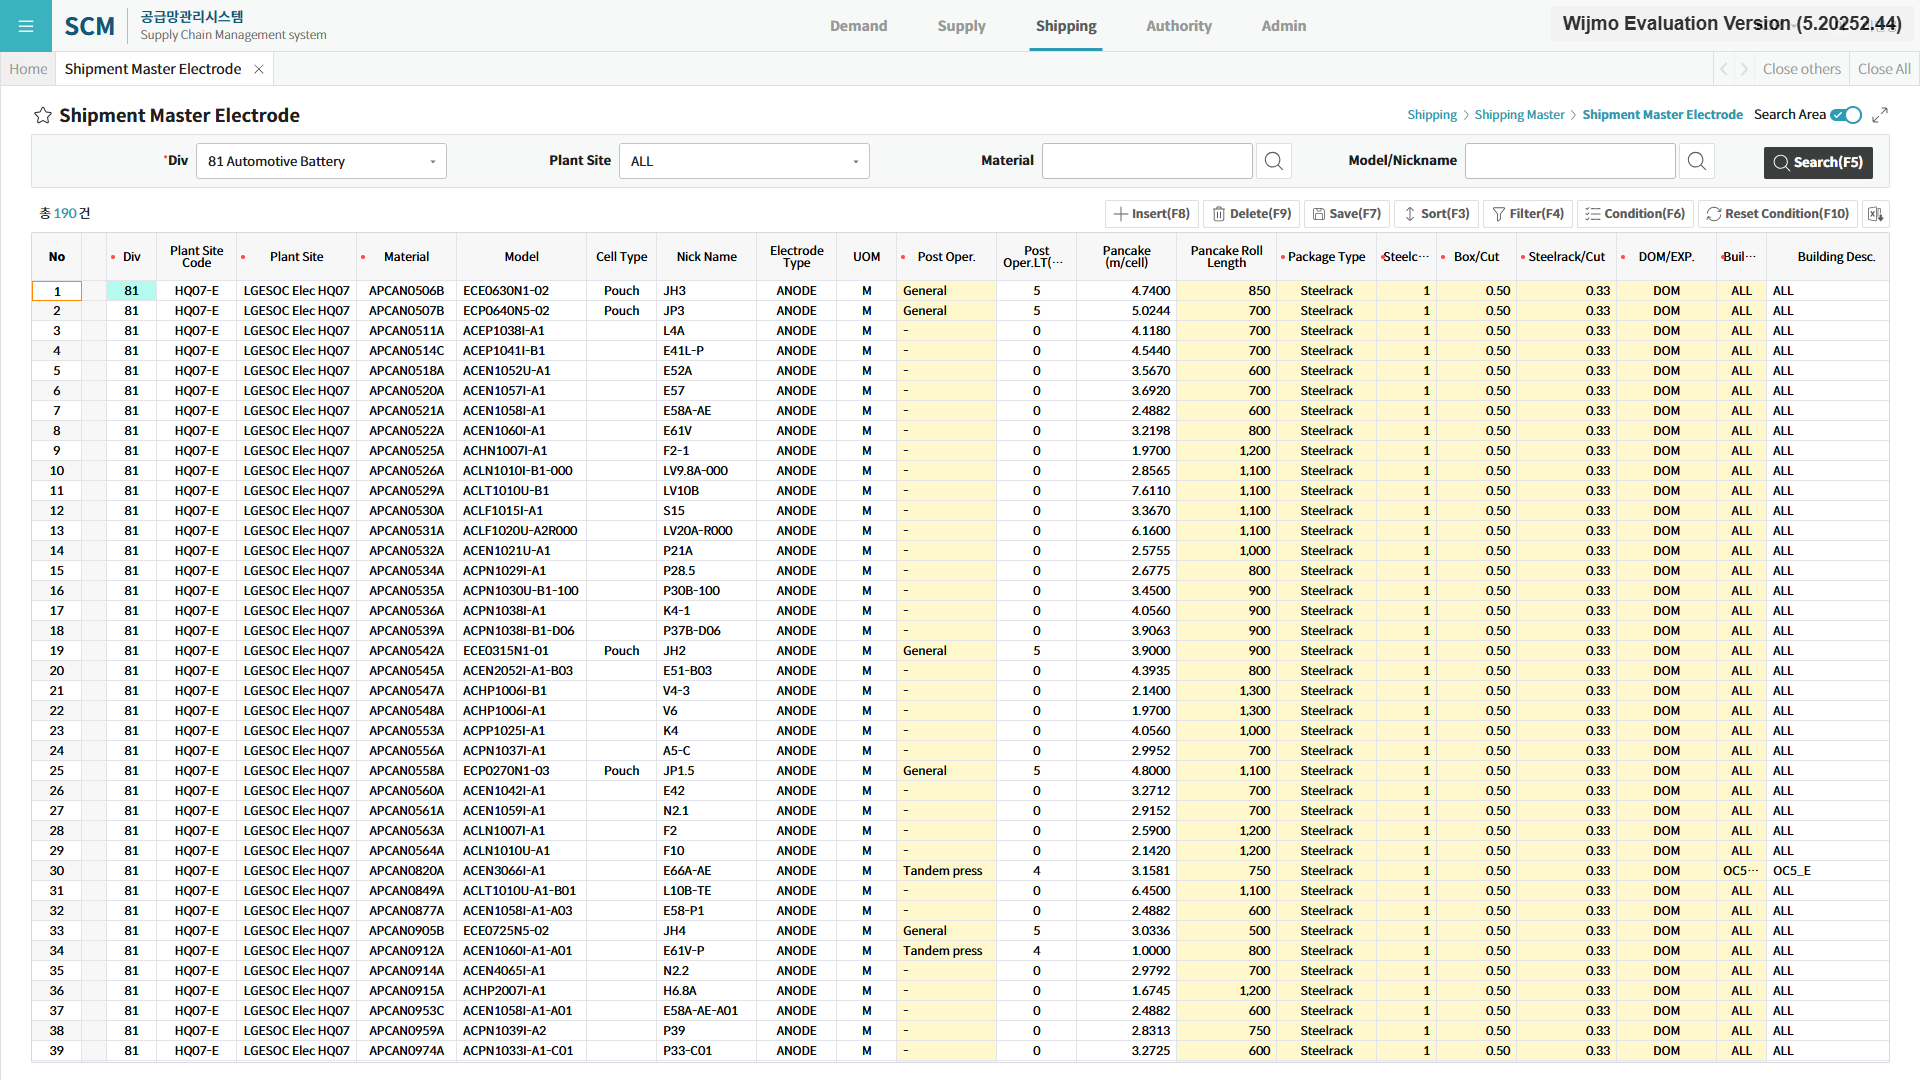 SCM 공급망관리시스템 Supply Chain Management system
Demand Supply Shipping Authority Admin
Wijmo Evaluation Version (5.20252.44)
Home Shipment Master Electrode Close others Close All
Shipment Master Electrode
Shipping > Shipping Master > Shipment Master Electrode Search Area
*Div 81 Automotive Battery Plant Site ALL Material Model/Nickname Search(F5)
총 190 건
Insert(F8) Delete(F9) Save(F7) Sort(F3) Filter(F4) Condition(F6) Reset Condition(F10)
No Div Plant Site Code Plant Site Material Model Cell Type Nick Name Electrode Type UOM Post Oper. Post Oper.LT(··· Pancake (m/cell) Pancake Roll Length Package Type Steelc··· Box/Cut Steelrack/Cut DOM/EXP. Buil··· Building Desc.
1 81 HQ07-E LGESOC Elec HQ07 APCAN0506B ECE0630N1-02 Pouch JH3 ANODE M General 5 4.7400 850 Steelrack 1 0.50 0.33 DOM ALL ALL
2 81 HQ07-E LGESOC Elec HQ07 APCAN0507B ECP0640N5-02 Pouch JP3 ANODE M General 5 5.0244 700 Steelrack 1 0.50 0.33 DOM ALL ALL
3 81 HQ07-E LGESOC Elec HQ07 APCAN0511A ACEP1038I-A1 L4A ANODE M - 0 4.1180 700 Steelrack 1 0.50 0.33 DOM ALL ALL
4 81 HQ07-E LGESOC Elec HQ07 APCAN0514C ACEP1041I-B1 E41L-P ANODE M - 0 4.5440 700 Steelrack 1 0.50 0.33 DOM ALL ALL
5 81 HQ07-E LGESOC Elec HQ07 APCAN0518A ACEN1052U-A1 E52A ANODE M - 0 3.5670 600 Steelrack 1 0.50 0.33 DOM ALL ALL
6 81 HQ07-E LGESOC Elec HQ07 APCAN0520A ACEN1057I-A1 E57 ANODE M - 0 3.6920 700 Steelrack 1 0.50 0.33 DOM ALL ALL
7 81 HQ07-E LGESOC Elec HQ07 APCAN0521A ACEN1058I-A1 E58A-AE ANODE M - 0 2.4882 600 Steelrack 1 0.50 0.33 DOM ALL ALL
8 81 HQ07-E LGESOC Elec HQ07 APCAN0522A ACEN1060I-A1 E61V ANODE M - 0 3.2198 800 Steelrack 1 0.50 0.33 DOM ALL ALL
9 81 HQ07-E LGESOC Elec HQ07 APCAN0525A ACHN1007I-A1 F2-1 ANODE M - 0 1.9700 1,200 Steelrack 1 0.50 0.33 DOM ALL ALL
10 81 HQ07-E LGESOC Elec HQ07 APCAN0526A ACLN1010I-B1-000 LV9.8A-000 ANODE M - 0 2.8565 1,100 Steelrack 1 0.50 0.33 DOM ALL ALL
11 81 HQ07-E LGESOC Elec HQ07 APCAN0529A ACLT1010U-B1 LV10B ANODE M - 0 7.6110 1,100 Steelrack 1 0.50 0.33 DOM ALL ALL
12 81 HQ07-E LGESOC Elec HQ07 APCAN0530A ACLF1015I-A1 S15 ANODE M - 0 3.3670 1,100 Steelrack 1 0.50 0.33 DOM ALL ALL
13 81 HQ07-E LGESOC Elec HQ07 APCAN0531A ACLF1020U-A2R000 LV20A-R000 ANODE M - 0 6.1600 1,100 Steelrack 1 0.50 0.33 DOM ALL ALL
14 81 HQ07-E LGESOC Elec HQ07 APCAN0532A ACEN1021U-A1 P21A ANODE M - 0 2.5755 1,000 Steelrack 1 0.50 0.33 DOM ALL ALL
15 81 HQ07-E LGESOC Elec HQ07 APCAN0534A ACPN1029I-A1 P28.5 ANODE M - 0 2.6775 800 Steelrack 1 0.50 0.33 DOM ALL ALL
16 81 HQ07-E LGESOC Elec HQ07 APCAN0535A ACPN1030U-B1-100 P30B-100 ANODE M - 0 3.4500 900 Steelrack 1 0.50 0.33 DOM ALL ALL
17 81 HQ07-E LGESOC Elec HQ07 APCAN0536A ACPN1038I-A1 K4-1 ANODE M - 0 4.0560 900 Steelrack 1 0.50 0.33 DOM ALL ALL
18 81 HQ07-E LGESOC Elec HQ07 APCAN0539A ACPN1038I-B1-D06 P37B-D06 ANODE M - 0 3.9063 900 Steelrack 1 0.50 0.33 DOM ALL ALL
19 81 HQ07-E LGESOC Elec HQ07 APCAN0542A ECE0315N1-01 Pouch JH2 ANODE M General 5 3.9000 900 Steelrack 1 0.50 0.33 DOM ALL ALL
20 81 HQ07-E LGESOC Elec HQ07 APCAN0545A ACEN2052I-A1-B03 E51-B03 ANODE M - 0 4.3935 800 Steelrack 1 0.50 0.33 DOM ALL ALL
21 81 HQ07-E LGESOC Elec HQ07 APCAN0547A ACHP1006I-B1 V4-3 ANODE M - 0 2.1400 1,300 Steelrack 1 0.50 0.33 DOM ALL ALL
22 81 HQ07-E LGESOC Elec HQ07 APCAN0548A ACHP1006I-A1 V6 ANODE M - 0 1.9700 1,300 Steelrack 1 0.50 0.33 DOM ALL ALL
23 81 HQ07-E LGESOC Elec HQ07 APCAN0553A ACPP1025I-A1 K4 ANODE M - 0 4.0560 1,000 Steelrack 1 0.50 0.33 DOM ALL ALL
24 81 HQ07-E LGESOC Elec HQ07 APCAN0556A ACPN1037I-A1 A5-C ANODE M - 0 2.9952 700 Steelrack 1 0.50 0.33 DOM ALL ALL
25 81 HQ07-E LGESOC Elec HQ07 APCAN0558A ECP0270N1-03 Pouch JP1.5 ANODE M General 5 4.8000 1,100 Steelrack 1 0.50 0.33 DOM ALL ALL
26 81 HQ07-E LGESOC Elec HQ07 APCAN0560A ACEN1042I-A1 E42 ANODE M - 0 3.2712 700 Steelrack 1 0.50 0.33 DOM ALL ALL
27 81 HQ07-E LGESOC Elec HQ07 APCAN0561A ACEN1059I-A1 N2.1 ANODE M - 0 2.9152 700 Steelrack 1 0.50 0.33 DOM ALL ALL
28 81 HQ07-E LGESOC Elec HQ07 APCAN0563A ACLN1007I-A1 F2 ANODE M - 0 2.5900 1,200 Steelrack 1 0.50 0.33 DOM ALL ALL
29 81 HQ07-E LGESOC Elec HQ07 APCAN0564A ACLN1010U-A1 F10 ANODE M - 0 2.1420 1,200 Steelrack 1 0.50 0.33 DOM ALL ALL
30 81 HQ07-E LGESOC Elec HQ07 APCAN0820A ACEN3066I-A1 E66A-AE ANODE M Tandem press 4 3.1581 750 Steelrack 1 0.50 0.33 DOM OC5··· OC5_E
31 81 HQ07-E LGESOC Elec HQ07 APCAN0849A ACLT1010U-A1-B01 L10B-TE ANODE M - 0 6.4500 1,100 Steelrack 1 0.50 0.33 DOM ALL ALL
32 81 HQ07-E LGESOC Elec HQ07 APCAN0877A ACEN1058I-A1-A03 E58-P1 ANODE M - 0 2.4882 600 Steelrack 1 0.50 0.33 DOM ALL ALL
33 81 HQ07-E LGESOC Elec HQ07 APCAN0905B ECE0725N5-02 JH4 ANODE M General 5 3.0336 500 Steelrack 1 0.50 0.33 DOM ALL ALL
34 81 HQ07-E LGESOC Elec HQ07 APCAN0912A ACEN1060I-A1-A01 E61V-P ANODE M Tandem press 4 1.0000 800 Steelrack 1 0.50 0.33 DOM ALL ALL
35 81 HQ07-E LGESOC Elec HQ07 APCAN0914A ACEN4065I-A1 N2.2 ANODE M - 0 2.9792 700 Steelrack 1 0.50 0.33 DOM ALL ALL
36 81 HQ07-E LGESOC Elec HQ07 APCAN0915A ACHP2007I-A1 H6.8A ANODE M - 0 1.6745 1,200 Steelrack 1 0.50 0.33 DOM ALL ALL
37 81 HQ07-E LGESOC Elec HQ07 APCAN0953C ACEN1058I-A1-A01 E58A-AE-A01 ANODE M - 0 2.4882 600 Steelrack 1 0.50 0.33 DOM ALL ALL
38 81 HQ07-E LGESOC Elec HQ07 APCAN0959A ACPN1039I-A2 P39 ANODE M - 0 2.8313 750 Steelrack 1 0.50 0.33 DOM ALL ALL
39 81 HQ07-E LGESOC Elec HQ07 APCAN0974A ACPN1033I-A1-C01 P33-C01 ANODE M - 0 3.2725 600 Steelrack 1 0.50 0.33 DOM ALL ALL